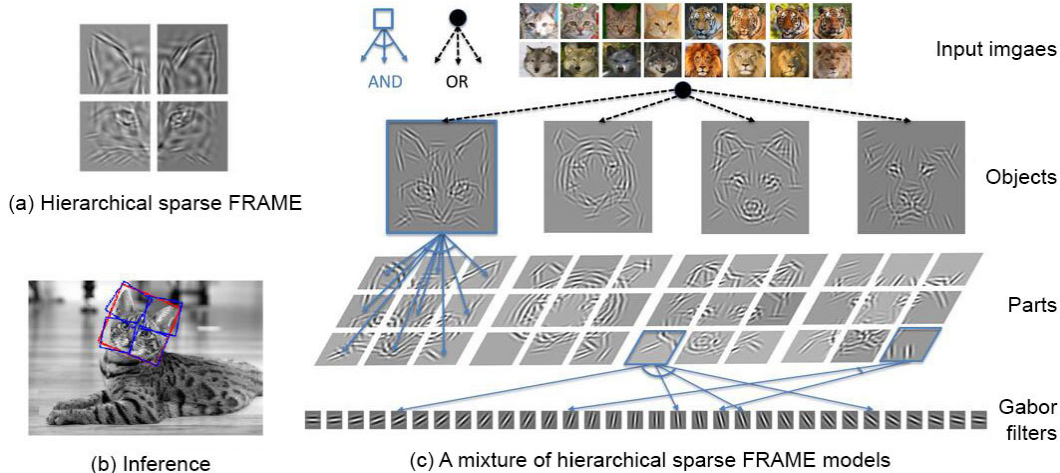 AND
OR
Input imgaes
(a) Hierarchical sparse FRAME
Objects
Parts
Gabor
filters
(b) Inference
(c) A mixture of hierarchical sparse FRAME models